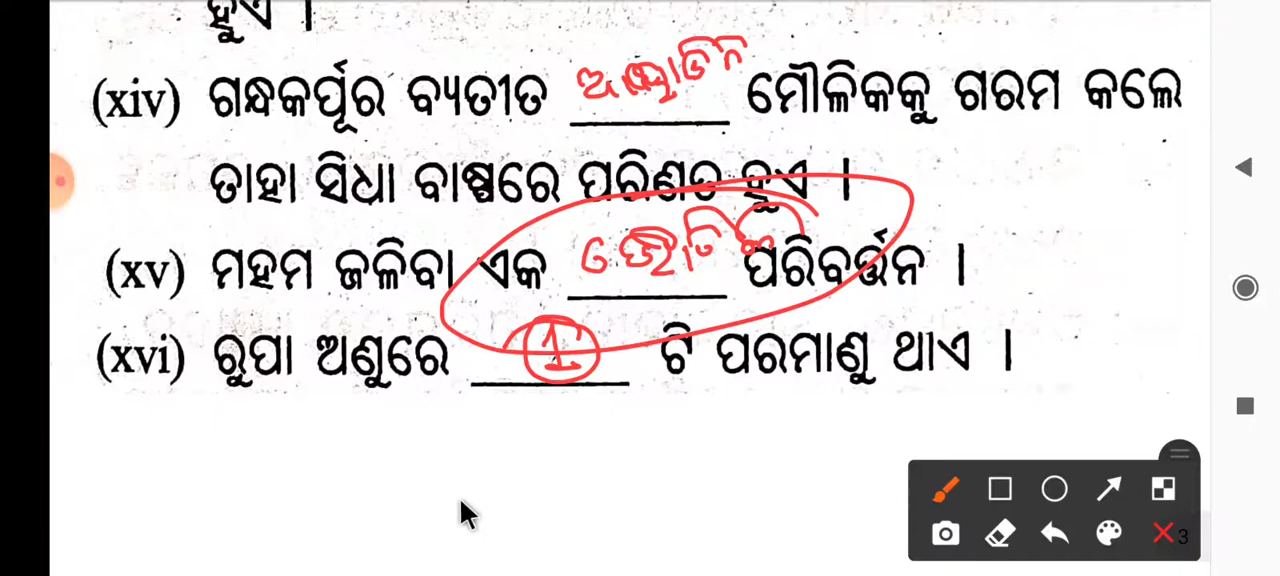 ହୁଏ ।
(xiv) ଗନ୍ଧକର୍ପୂର ବ୍ୟତୀତ ମୌଳିକକୁ ଗରମ କଲେ
ତାହା ସିଧା ବାଷ୍ପରେ ପରିଣତ ହୁଏ ।
(xv) ମହମ ଜଳିବା ଏକ ଭୌତିକ ପରିବର୍ତ୍ତନ ।
(xvi) ରୁପା ଅଣୁରେ 1 ଟି ପରମାଣୁ ଥାଏ ।
3